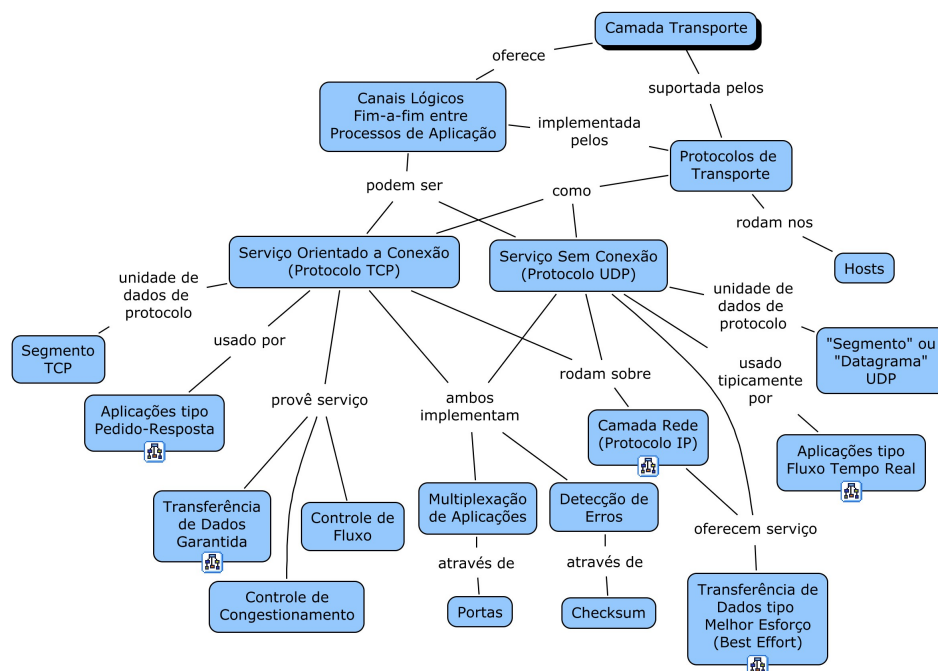 Camada Transporte
oferece
suportada pelos
Canais Lógicos
Fim-a-fim entre
Processos de Aplicação
implementada
pelos
Protocolos de
Transporte
podem ser
como
rodam nos
Serviço Orientado a Conexão
(Protocolo TCP)
Serviço Sem Conexão
(Protocolo UDP)
Hosts
unidade de
dados de
protocolo
unidade de
dados de
protocolo
Segmento
TCP
usado por
"Segmento" ou
"Datagrama"
UDP
provê serviço
ambos
implementam
rodam sobre
usado
tipicamente
por
Aplicações tipo
Pedido-Resposta
Camada Rede
(Protocolo IP)
Aplicações tipo
Fluxo Tempo Real
Transferência
de Dados
Garantida
Controle de
Fluxo
Multiplexação
de Aplicações
Detecção de
Erros
oferecem serviço
Controle de
Congestionamento
através de
através de
Portas
Checksum
Transferência de
Dados tipo
Melhor Esforço
(Best Effort)